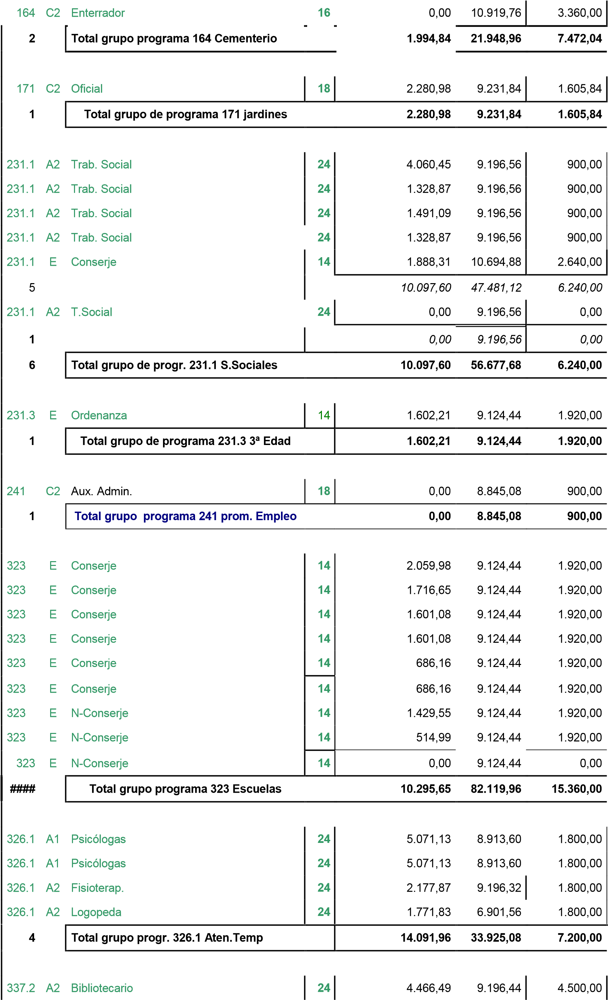 164 C2 Enterrador 16 0,00 10.919,76 3.360,00
2 Total grupo programa 164 Cementerio 1.994,84 21.948,96 7.472,04
171 C2 Oficial 18 2.280,98 9.231,84 1.605,84
1 Total grupo de programa 171 jardines 2.280,98 9.231,84 1.605,84
231.1 A2 Trab. Social 24 4.060,45 9.196,56 900,00
231.1 A2 Trab. Social 24 1.328,87 9.196,56 900,00
231.1 A2 Trab. Social 24 1.491,09 9.196,56 900,00
231.1 A2 Trab. Social 24 1.328,87 9.196,56 900,00
231.1 E Conserje 14 1.888,31 10.694,88 2.640,00
5 10.097,60 47.481,12 6.240,00
231.1 A2 T.Social 24 0,00 9.196,56 0,00
1 0,00 9.196,56 0,00
6 Total grupo de progr. 231.1 S.Sociales 10.097,60 56.677,68 6.240,00
231.3 E Ordenanza 14 1.602,21 9.124,44 1.920,00
1 Total grupo de programa 231.3 3ª Edad 1.602,21 9.124,44 1.920,00
241 C2 Aux. Admin. 18 0,00 8.845,08 900,00
1 Total grupo programa 241 prom. Empleo 0,00 8.845,08 900,00
323 E Conserje 14 2.059,98 9.124,44 1.920,00
323 E Conserje 14 1.716,65 9.124,44 1.920,00
323 E Conserje 14 1.601,08 9.124,44 1.920,00
323 E Conserje 14 1.601,08 9.124,44 1.920,00
323 E Conserje 14 686,16 9.124,44 1.920,00
323 E Conserje 14 686,16 9.124,44 1.920,00
323 E N-Conserje 14 1.429,55 9.124,44 1.920,00
323 E N-Conserje 14 514,99 9.124,44 1.920,00
323 E N-Conserje 14 0,00 9.124,44 0,00
#### Total grupo programa 323 Escuelas 10.295,65 82.119,96 15.360,00
326.1 A1 Psicólogas 24 5.071,13 8.913,60 1.800,00
326.1 A1 Psicólogas 24 5.071,13 8.913,60 1.800,00
326.1 A2 Fisioterap. 24 2.177,87 9.196,32 1.800,00
326.1 A2 Logopeda 24 1.771,83 6.901,56 1.800,00
4 Total grupo progr. 326.1 Aten.Temp 14.091,96 33.925,08 7.200,00
337.2 A2 Bibliotecario 24 4.466,49 9.196,44 4.500,00